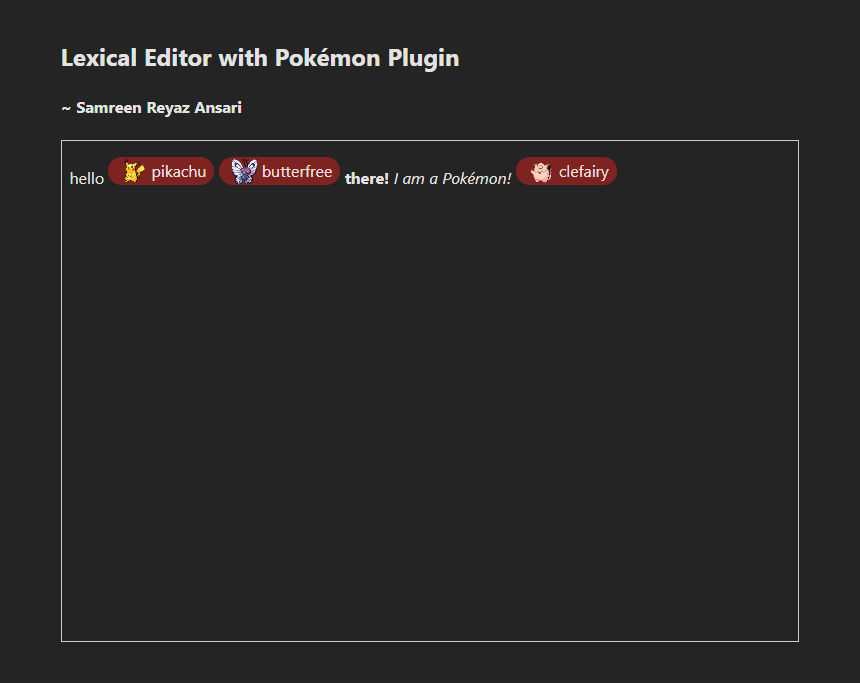 Lexical Editor with Pokémon Plugin
~ Samreen Reyaz Ansari
hello pikachu butterfree there! I am a Pokémon! clefairy